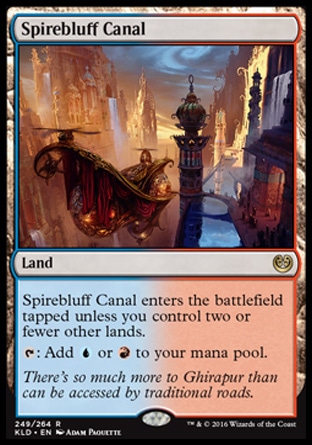 Spirebluff Canal
Land
Spirebluff Canal enters the battlefield
tapped unless you control two or
fewer other lands.
: Add or to your mana pool.
There's so much more to Ghirapur than
can be accessed by traditional roads.
249/264 R
KLD • EN Adam Paquette
™ & © 2016 Wizards of the Coast